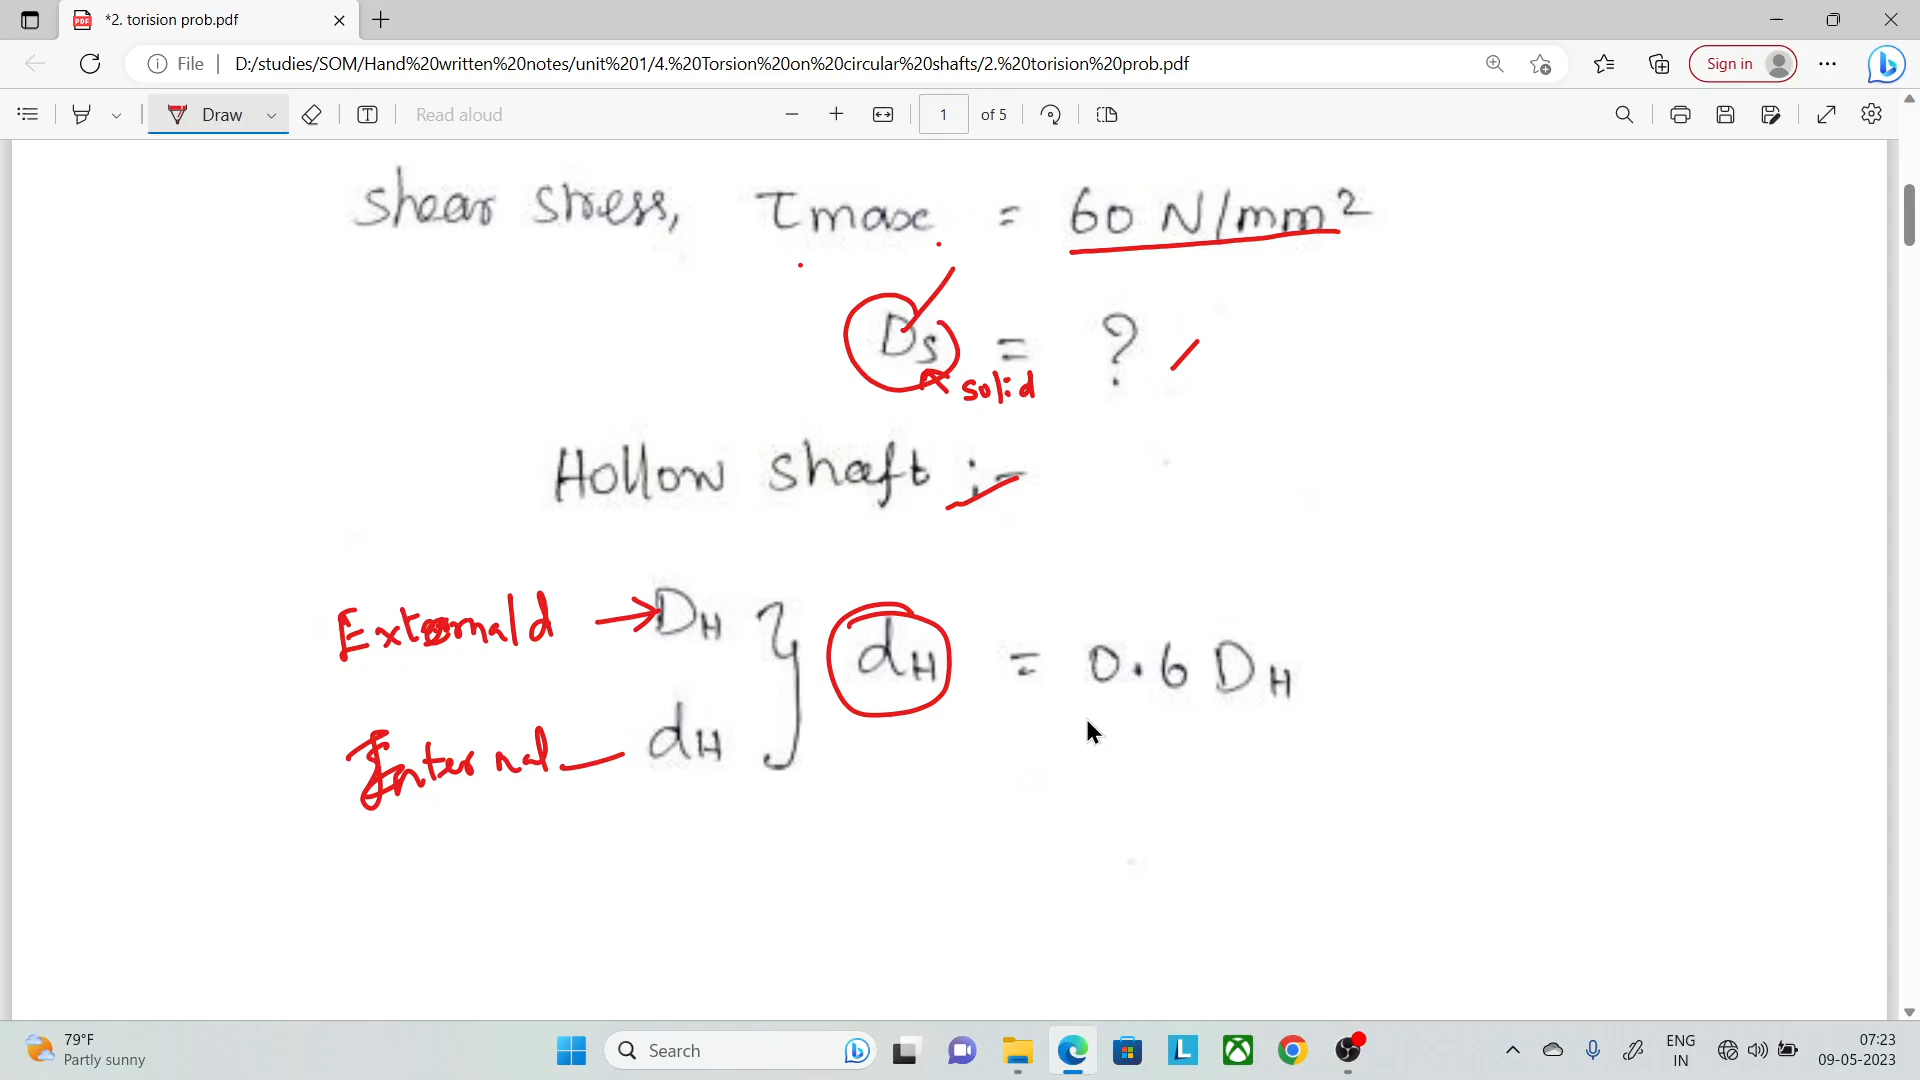 *2. torision prob.pdf
File D:/studies/SOM/Hand%20written%20notes/unit%201/4.%20Torsion%20on%20circular%20shafts/2.%20torision%20prob.pdf Sign in
Draw Read aloud 1 of 5
shear stress, τmax = 60 N/mm²
Ds = ?
solid
Hollow shaft :-
External d → DH } dH = 0.6 DH
Internal dH
79°F
Partly sunny
Search
ENG
IN
07:23
09-05-2023